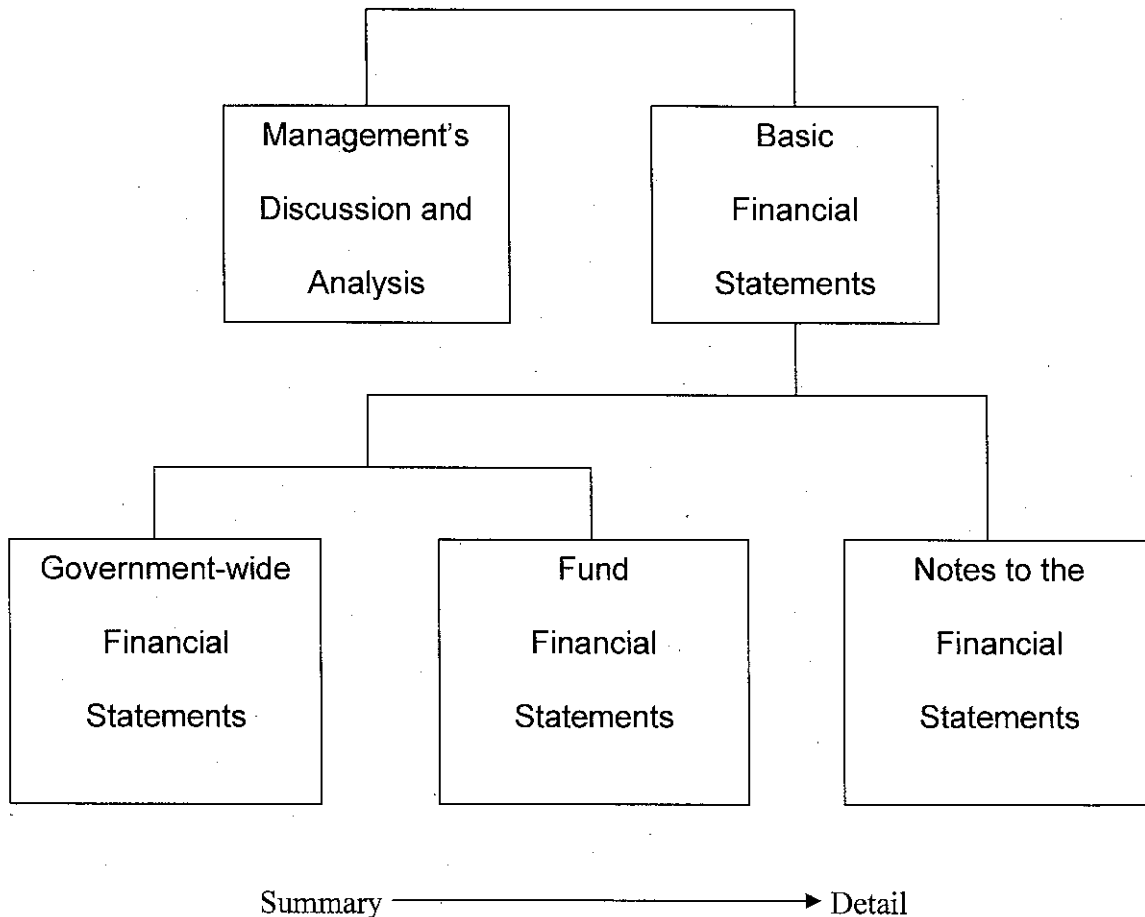 Management's
Discussion and
Analysis
Basic
Financial
Statements
Government-wide
Financial
Statements
Fund
Financial
Statements
Notes to the
Financial
Statements
Summary
Detail